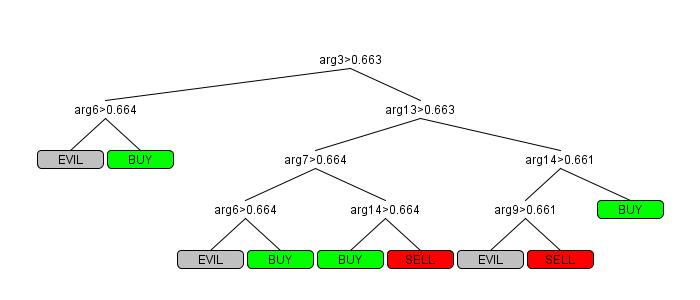 arg3>0.663
arg6>0.664 arg13>0.663
EVIL BUY arg7>0.664 arg14>0.661
arg6>0.664 arg14>0.664 arg9>0.661 BUY
EVIL BUY BUY SELL EVIL SELL